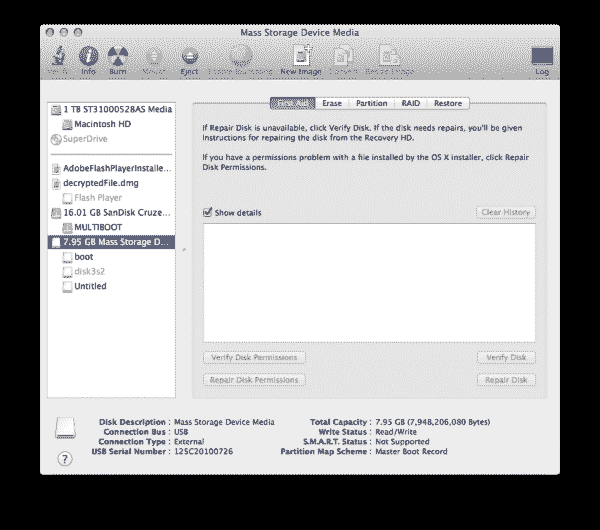 Mass Storage Device Media
Verify Info Burn Mount Eject Enable Journaling New Image Convert Resize Image Log
First Aid Erase Partition RAID Restore
1 TB ST31000528AS Media
Macintosh HD
SuperDrive
AdobeFlashPlayerInstalle...
decryptedFile.dmg
Flash Player
16.01 GB SanDisk Cruze...
MULTIBOOT
7.95 GB Mass Storage D...
boot
disk3s2
Untitled
If Repair Disk is unavailable, click Verify Disk. If the disk needs repairs, you'll be given
instructions for repairing the disk from the Recovery HD.
If you have a permissions problem with a file installed by the OS X installer, click Repair
Disk Permissions.
Show details Clear History
Verify Disk Permissions Verify Disk
Repair Disk Permissions Repair Disk
Disk Description : Mass Storage Device Media
Connection Bus : USB
Connection Type : External
USB Serial Number : 125C20100726
Total Capacity : 7.95 GB (7,948,206,080 Bytes)
Write Status : Read/Write
S.M.A.R.T. Status : Not Supported
Partition Map Scheme : Master Boot Record
?